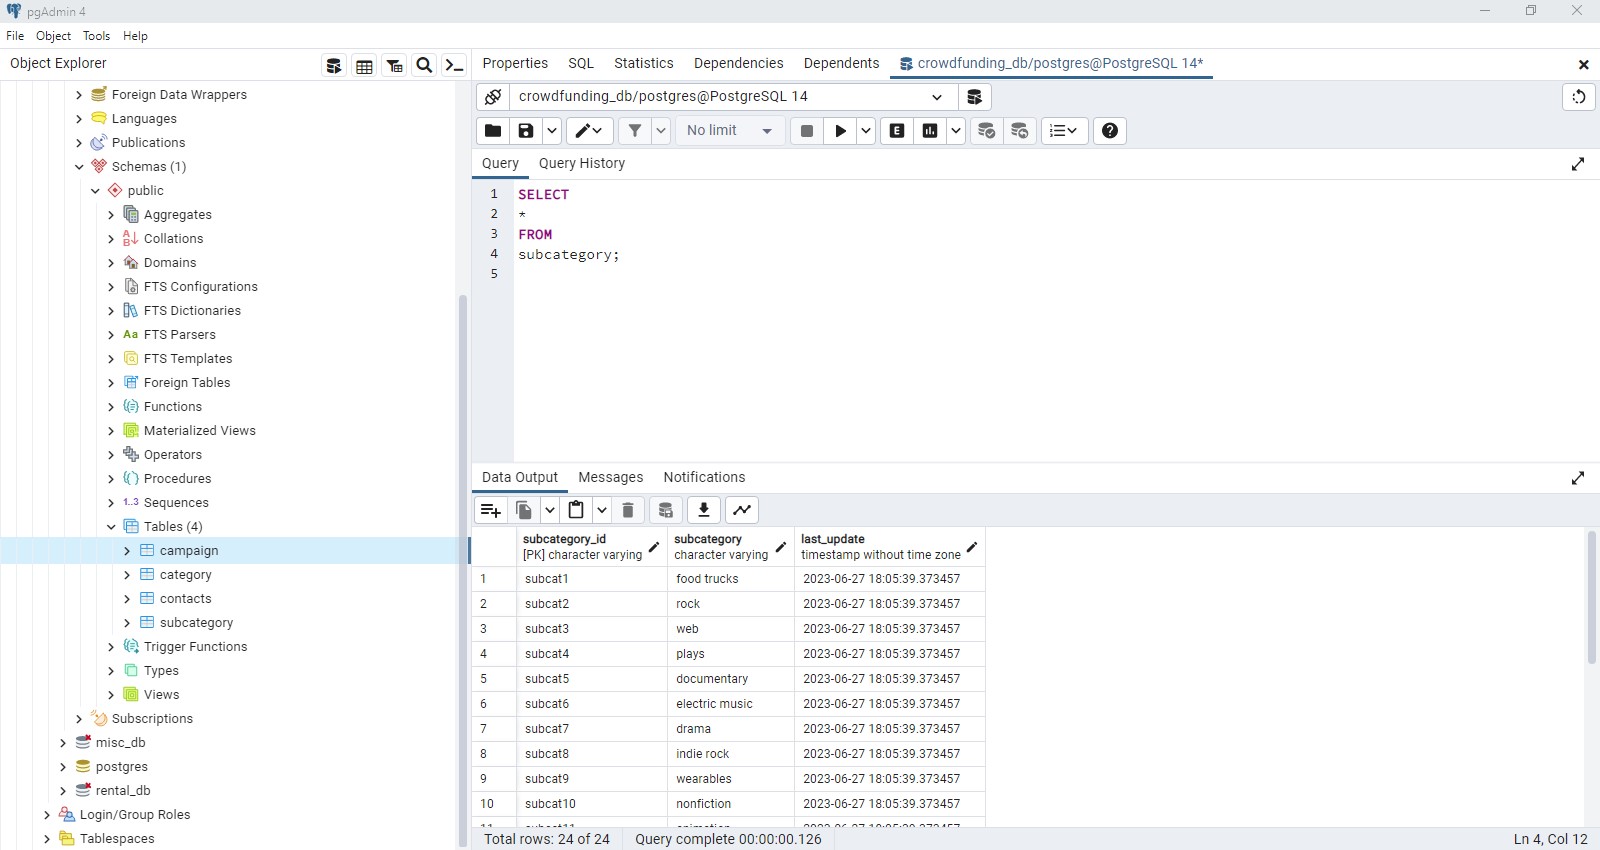 pgAdmin 4
File Object Tools Help
Object Explorer
Foreign Data Wrappers
Languages
Publications
Schemas (1)
public
Aggregates
Collations
Domains
FTS Configurations
FTS Dictionaries
Aa FTS Parsers
FTS Templates
Foreign Tables
Functions
Materialized Views
Operators
Procedures
1..3 Sequences
Tables (4)
campaign
category
contacts
subcategory
Trigger Functions
Types
Views
Subscriptions
misc_db
postgres
rental_db
Login/Group Roles
Tablespaces
Properties SQL Statistics Dependencies Dependents crowdfunding_db/postgres@PostgreSQL 14*
crowdfunding_db/postgres@PostgreSQL 14
No limit E
Query Query History
1 SELECT
2 *
3 FROM
4 subcategory;
5
Data Output Messages Notifications
subcategory_id subcategory last_update
[PK] character varying character varying timestamp without time zone
1 subcat1 food trucks 2023-06-27 18:05:39.373457
2 subcat2 rock 2023-06-27 18:05:39.373457
3 subcat3 web 2023-06-27 18:05:39.373457
4 subcat4 plays 2023-06-27 18:05:39.373457
5 subcat5 documentary 2023-06-27 18:05:39.373457
6 subcat6 electric music 2023-06-27 18:05:39.373457
7 subcat7 drama 2023-06-27 18:05:39.373457
8 subcat8 indie rock 2023-06-27 18:05:39.373457
9 subcat9 wearables 2023-06-27 18:05:39.373457
10 subcat10 nonfiction 2023-06-27 18:05:39.373457
Total rows: 24 of 24 Query complete 00:00:00.126 Ln 4, Col 12